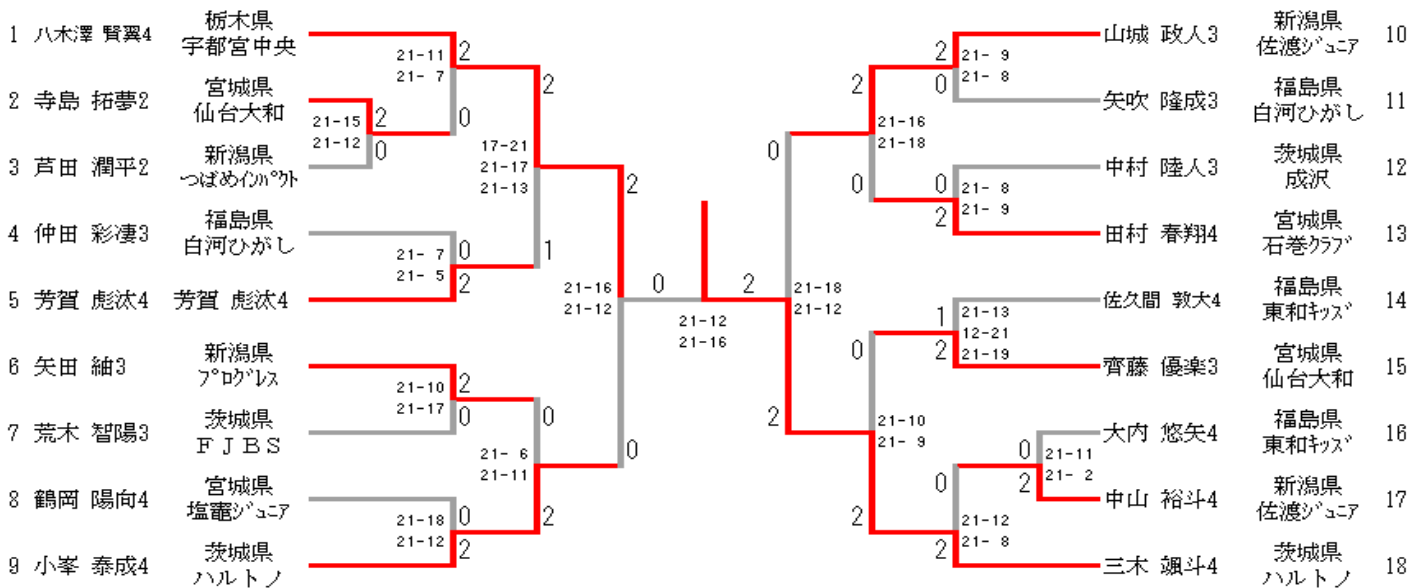 1 八木澤 賢翼4 栃木県
宇都宮中央
2 寺島 拓夢2 宮城県
仙台大和
3 芦田 潤平2 新潟県
つばめインパクト
4 仲田 彩凄3 福島県
白河ひがし
5 芳賀 彪汰4 芳賀 彪汰4
6 矢田 紬3 新潟県
プログレス
7 荒木 智陽3 茨城県
ＦＪＢＳ
8 鶴岡 陽向4 宮城県
塩竈ジュニア
9 小峯 泰成4 茨城県
ハルトノ
21-11
21- 7
2
0
21-15
21-12
2
0
17-21
21-17
21-13
2
1
21- 7
21- 5
0
2
21-16
21-12
2
0
21-10
21-17
2
0
21- 6
21-11
0
2
21-18
21-12
0
2
0
2
21-12
21-16
山城 政人3 新潟県
佐渡ジュニア
10
矢吹 隆成3 福島県
白河ひがし
11
中村 陸人3 茨城県
成沢
12
田村 春翔4 宮城県
石巻クラブ
13
佐久間 敦大4 福島県
東和キッズ
14
齊藤 優楽3 宮城県
仙台大和
15
大内 悠矢4 福島県
東和キッズ
16
中山 裕斗4 新潟県
佐渡ジュニア
17
三木 颯斗4 茨城県
ハルトノ
18
2
0
21- 9
21- 8
2
0
21-16
21-18
0
2
21- 8
21- 9
0
2
21-18
21-12
1
2
21-13
12-21
21-19
0
2
21-10
21- 9
0
2
21-11
21- 2
0
2
21-12
21- 8